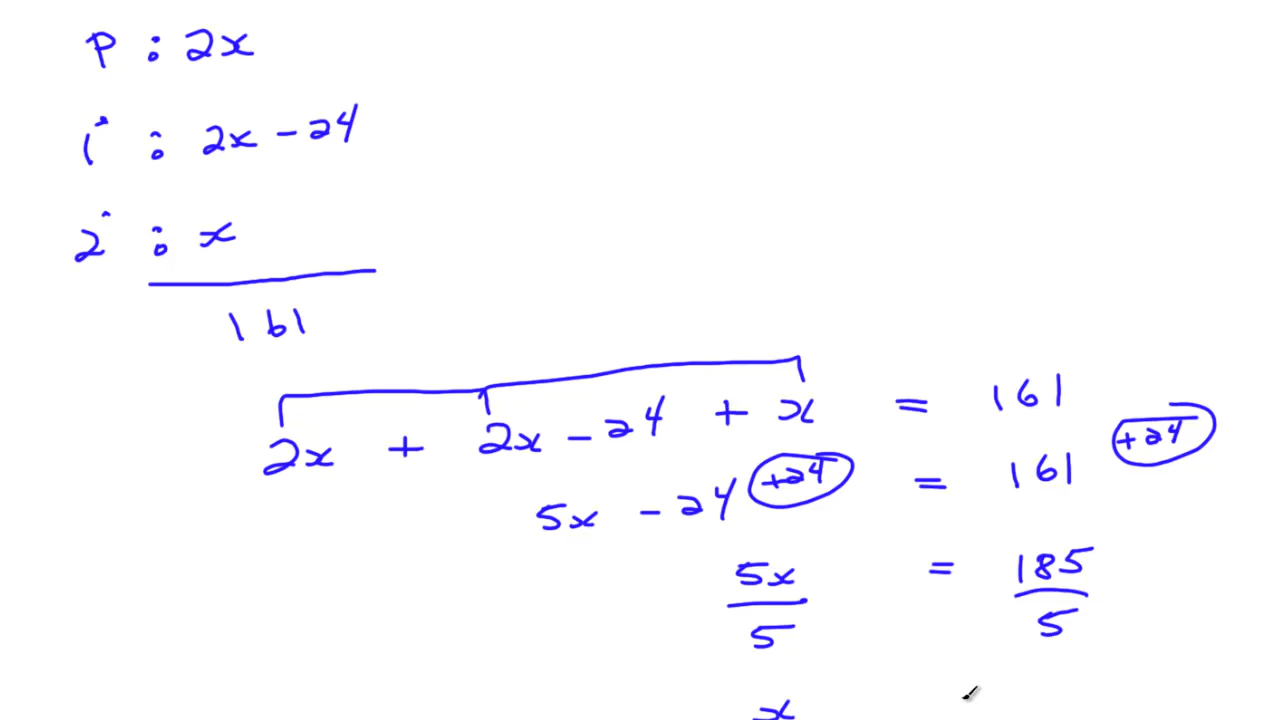 P : 2x
1° : 2x - 24
2° : x
161
2x + 2x - 24 + x = 161
5x - 24 +24 = 161 +24
5x = 185
5 5
x